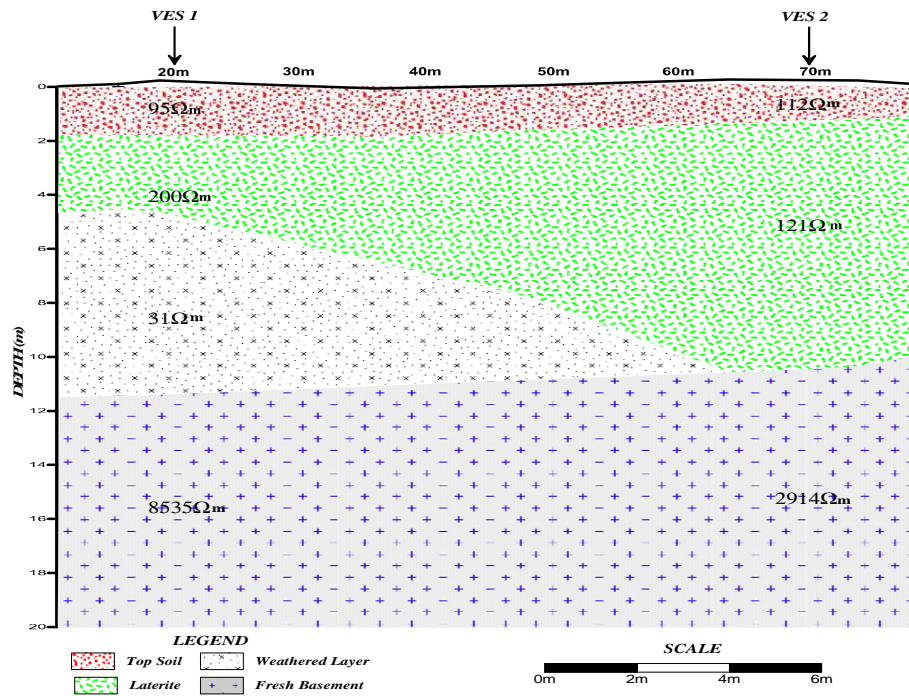 VES 1 VES 2
20m 30m 40m 50m 60m 70m
0
95Ωm 112Ωm
2
4
200Ωm
121Ωm
6
8
31Ωm
DEPTH(m)
10
12
14
8535Ωm 2914Ωm
16
18
20
LEGEND
Top Soil Weathered Layer
Laterite Fresh Basement
SCALE
0m 2m 4m 6m